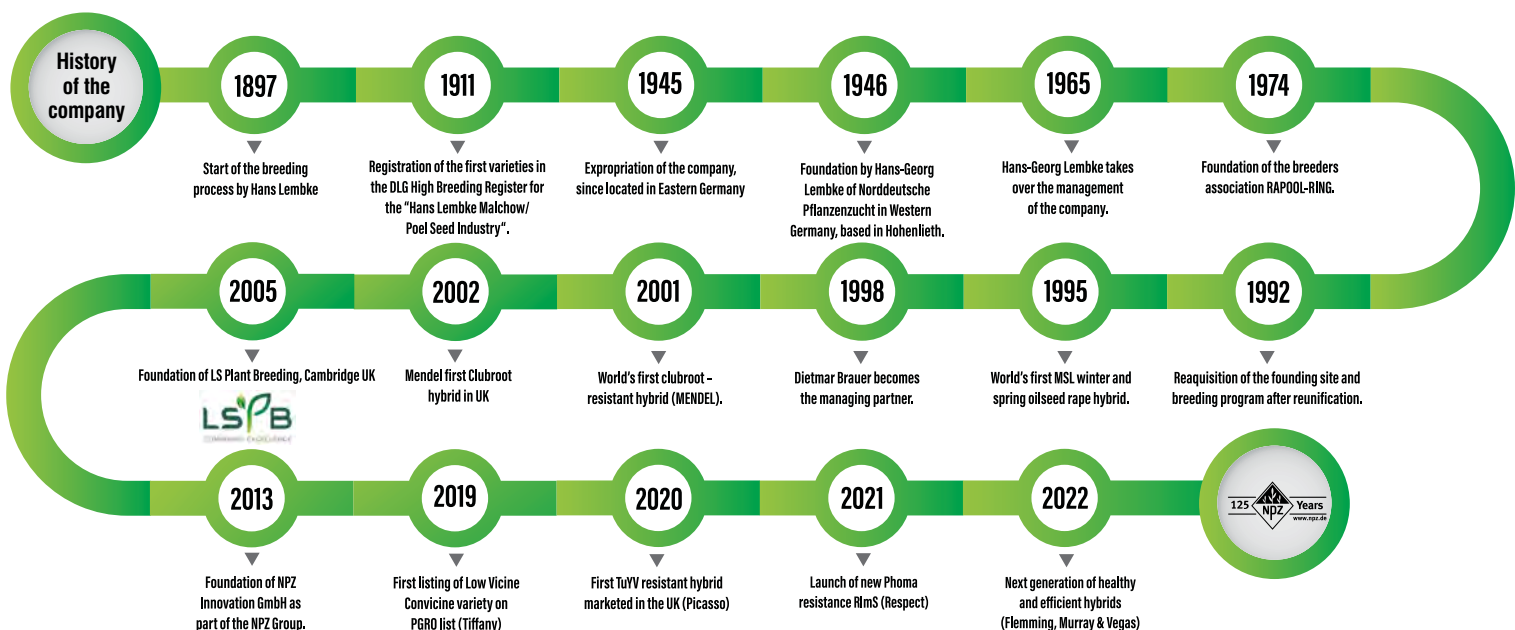 History
of the
company
1897
Start of the breeding
process by Hans Lembke
1911
Registration of the first varieties in
the DLG High Breeding Register for
the “Hans Lembke Malchow/
Poel Seed Industry“.
1945
Expropriation of the company,
since located in Eastern Germany
1946
Foundation by Hans-Georg
Lembke of Norddeutsche
Pflanzenzucht in Western
Germany, based in Hohenlieth.
1965
Hans-Georg Lembke takes
over the management
of the company.
1974
Foundation of the breeders
association RAPOOL-RING.
1992
Reaquisition of the founding site and
breeding program after reunification.
1995
World's first MSL winter and
spring oilseed rape hybrid.
1998
Dietmar Brauer becomes
the managing partner.
2001
World's first clubroot –
resistant hybrid (MENDEL).
2002
Mendel first Clubroot
hybrid in UK
2005
Foundation of LS Plant Breeding, Cambridge UK
LSPB
2013
Foundation of NPZ
Innovation GmbH as
part of the NPZ Group.
2019
First listing of Low Vicine
Convicine variety on
PGRO list (Tiffany)
2020
First TuYV resistant hybrid
marketed in the UK (Picasso)
2021
Launch of new Phoma
resistance RlmS (Respect)
2022
Next generation of healthy
and efficient hybrids
(Flemming, Murray & Vegas)
125 NPZ Years
www.npz.de